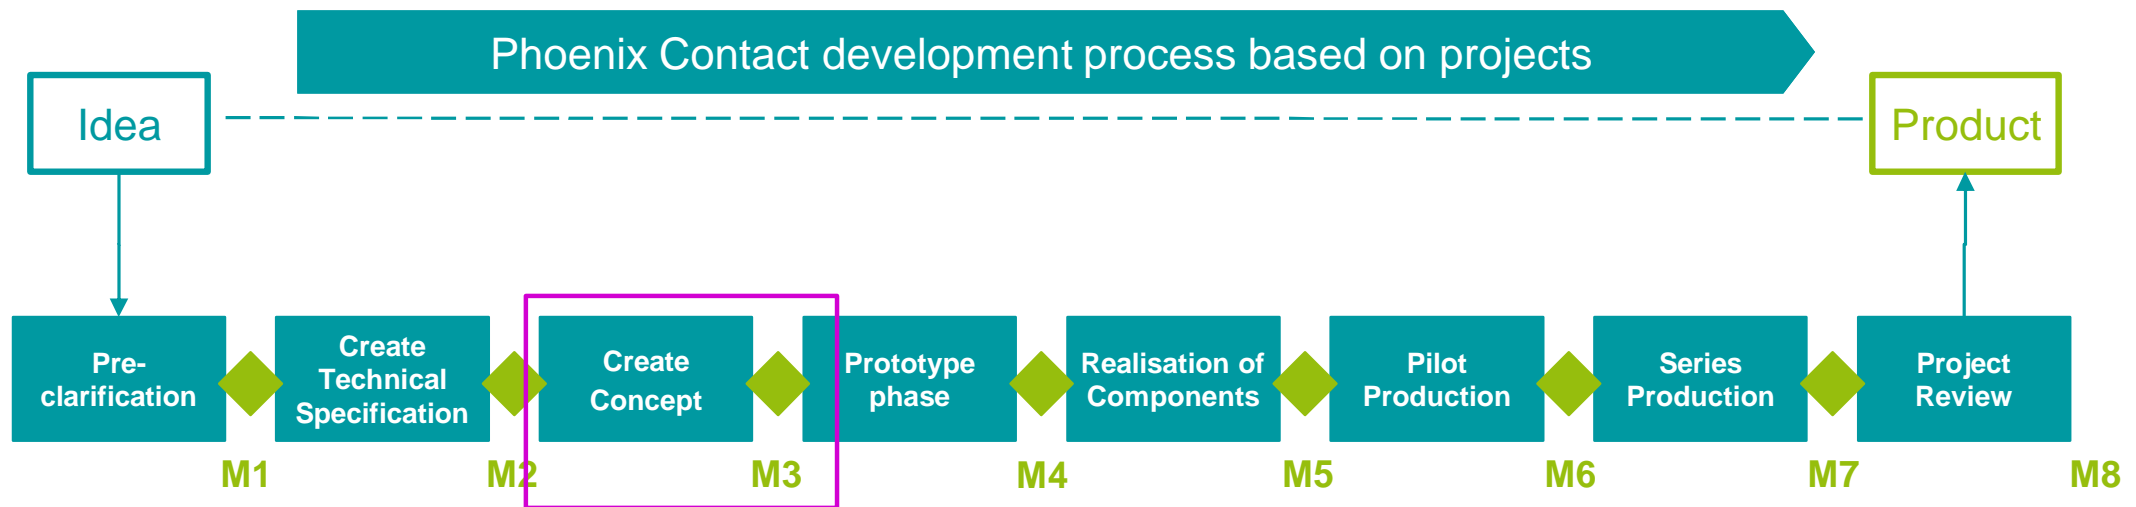 Phoenix Contact development process based on projects
Idea
Product
Pre-
clarification
Create
Technical
Specification
Create
Concept
Prototype
phase
Realisation of
Components
Pilot
Production
Series
Production
Project
Review
M1
M2
M3
M4
M5
M6
M7
M8